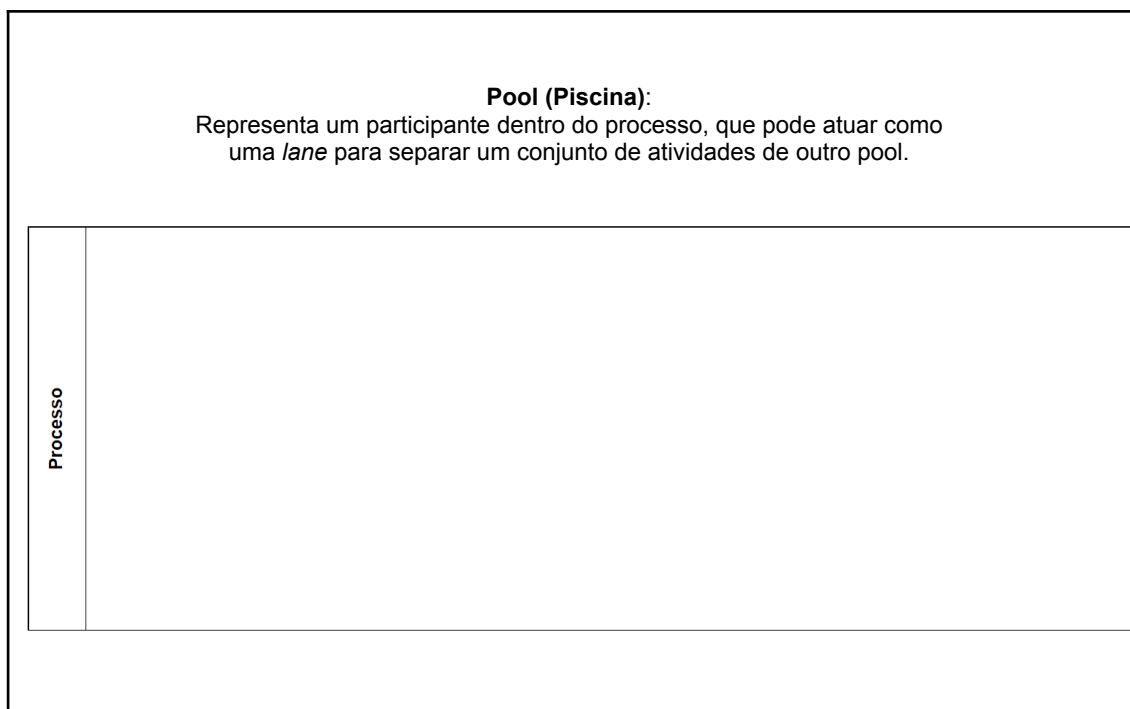 Pool (Piscina):
Representa um participante dentro do processo, que pode atuar como
uma lane para separar um conjunto de atividades de outro pool.
Processo